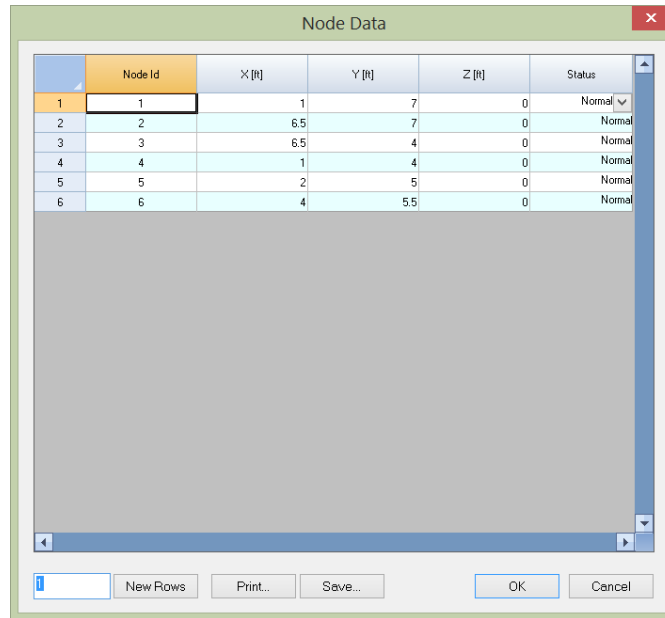 Node Data
Node Id X [ft] Y [ft] Z [ft] Status
1 1 1 7 0 Normal
2 2 6.5 7 0 Normal
3 3 6.5 4 0 Normal
4 4 1 4 0 Normal
5 5 2 5 0 Normal
6 6 4 5.5 0 Normal
1 New Rows Print... Save... OK Cancel